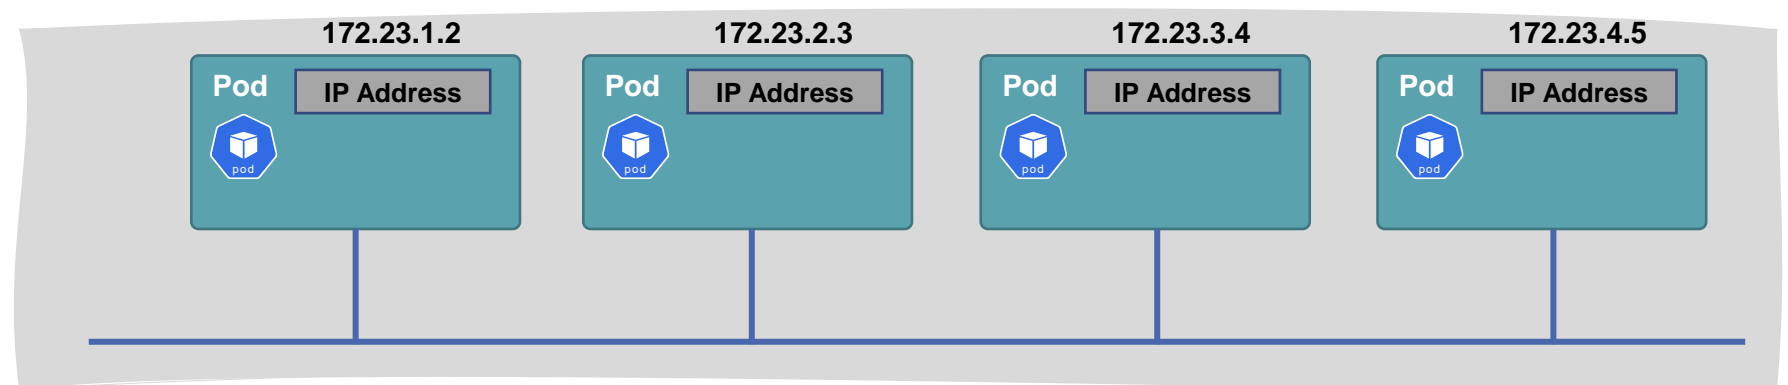 172.23.1.2
172.23.2.3
172.23.3.4
172.23.4.5
Pod
IP Address
pod
Pod
IP Address
pod
Pod
IP Address
pod
Pod
IP Address
pod